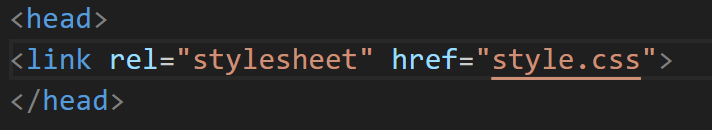 <head>
<link rel="stylesheet" href="style.css">
</head>